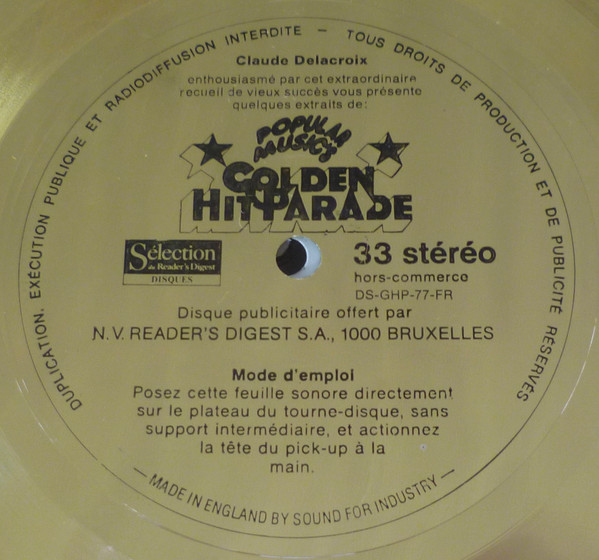 DUPLICATION, EXÉCUTION PUBLIQUE ET RADIODIFFUSION INTERDITE – TOUS DROITS DE PRODUCTION ET DE PUBLICITÉ RÉSERVÉS
Claude Delacroix
enthousiasmé par cet extraordinaire
recueil de vieux succès vous présente
quelques extraits de:
POPULAR
MUSIC'S
GOLDEN
HIT PARADE
Sélection
du Reader's Digest
DISQUES
33 stéréo
hors-commerce
DS-GHP-77-FR
Disque publicitaire offert par
N.V. READER'S DIGEST S.A., 1000 BRUXELLES
Mode d'emploi
Posez cette feuille sonore directement
sur le plateau du tourne-disque, sans
support intermédiaire, et actionnez
la tête du pick-up à la
main.
– MADE IN ENGLAND BY SOUND FOR INDUSTRY –